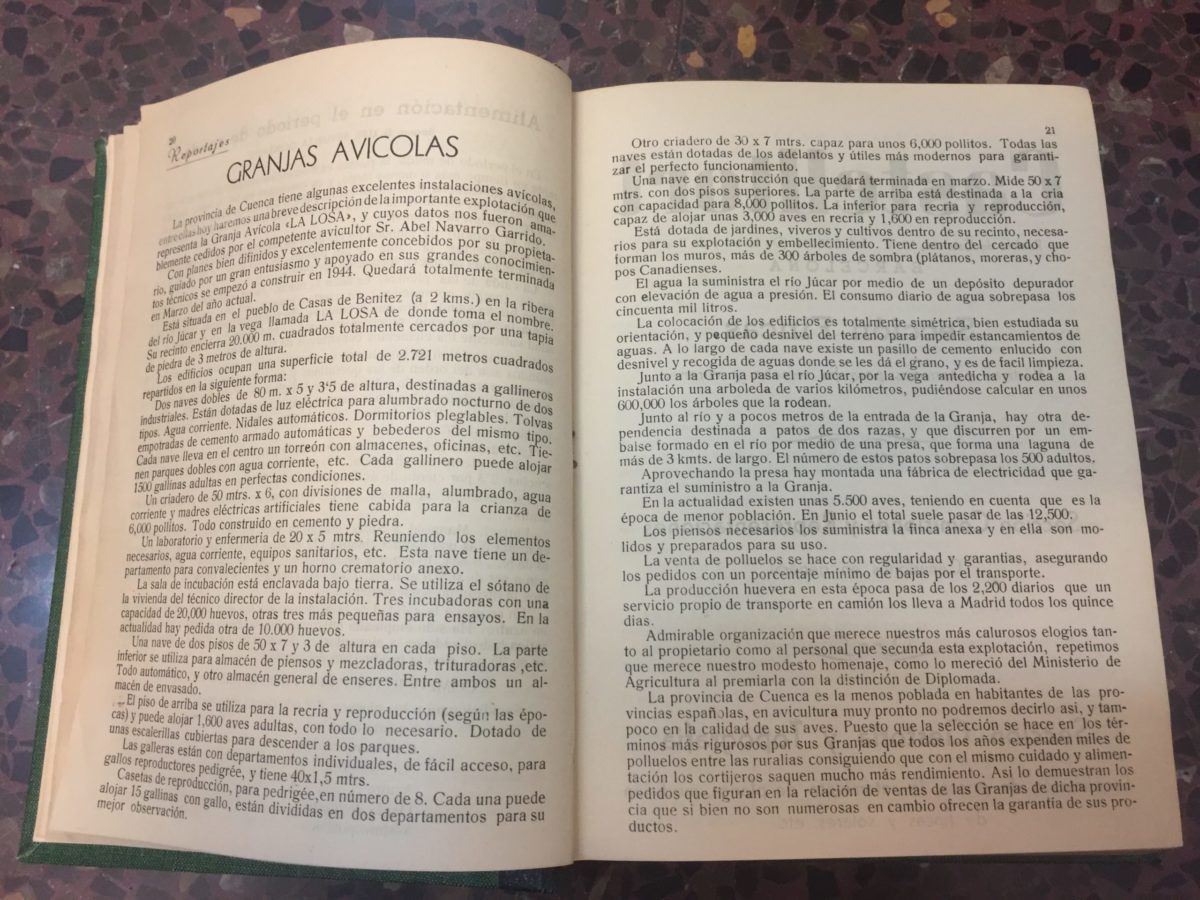 20
Reportajes
GRANJAS AVICOLAS
La provincia de Cuenca tiene algunas excelentes instalaciones avícolas,
entre ellas hoy haremos una breve descripción de la importante explotación que
representa la Granja Avícola «LA LOSA», y cuyos datos nos fueron ama-
blemente cedidos por el competente avicultor Sr. Abel Navarro Garrido.
Con planes bien difinidos y excelentemente concebidos por su propieta-
rio, guiado por un gran entusiasmo y apoyado en sus grandes conocimien-
tos técnicos se empezó a construir en 1944. Quedará totalmente terminada
en Marzo del año actual.
Está situada en el pueblo de Casas de Benitez (a 2 kms.) en la ribera
del río Júcar y en la vega llamada LA LOSA de donde toma el nombre.
Su recinto encierra 20.000 m. cuadrados totalmente cercados por una tapia
de piedra de 3 metros de altura.
Los edificios ocupan una superficie total de 2.721 metros cuadrados
repartidos en la siguiente forma:
Dos naves dobles de 80 m. x 5 y 3'5 de altura, destinadas a gallineros
industriales. Están dotadas de luz eléctrica para alumbrado nocturno de dos
tipos. Agua corriente. Nidales automáticos. Dormitorios plegables. Tolvas
empotradas de cemento armado automáticas y bebederos del mismo tipo.
Cada nave lleva en el centro un torreón con almacenes, oficinas, etc. Tie-
nen parques dobles con agua corriente, etc. Cada gallinero puede alojar
1500 gallinas adultas en perfectas condiciones.
Un criadero de 50 mtrs. x 6, con divisiones de malla, alumbrado, agua
corriente y madres eléctricas artificiales tiene cabida para la crianza de
6,000 pollitos. Todo construido en cemento y piedra.
Un laboratorio y enfermería de 20 x 5 mtrs. Reuniendo los elementos
necesarios, agua corriente, equipos sanitarios, etc. Esta nave tiene un de-
partamento para convalecientes y un horno crematorio anexo.
La sala de incubación está enclavada bajo tierra. Se utiliza el sótano de
la vivienda del técnico director de la instalación. Tres incubadoras con una
capacidad de 20,000 huevos, otras tres más pequeñas para ensayos. En la
actualidad hay pedida otra de 10.000 huevos.
Una nave de dos pisos de 50 x 7 y 3 de altura en cada piso. La parte
inferior se utiliza para almacén de piensos y mezcladoras, trituradoras ,etc.
Todo automático, y otro almacén general de enseres. Entre ambos un al-
macén de envasado.
El piso de arriba se utiliza para la recria y reproducción (según las épo-
cas) y puede alojar 1,600 aves adultas, con todo lo necesario. Dotado de
unas escalerillas cubiertas para descender a los parques.
Las galleras están con departamentos individuales, de fácil acceso, para
gallos reproductores pedigrée, y tiene 40x1,5 mtrs.
Casetas de reproducción, para pedrigée, en número de 8. Cada una puede
alojar 15 gallinas con gallo, están divididas en dos departamentos para su
mejor observación.
21
Otro criadero de 30 x 7 mtrs. capaz para unos 6,000 pollitos. Todas las
naves están dotadas de los adelantos y útiles más modernos para garanti-
zar el perfecto funcionamiento.
Una nave en construcción que quedará terminada en marzo. Mide 50 x 7
mtrs. con dos pisos superiores. La parte de arriba está destinada a la cria
con capacidad para 8,000 pollitos. La inferior para recria y reproducción,
capaz de alojar unas 3,000 aves en recria y 1,600 en reproducción.
Está dotada de jardines, viveros y cultivos dentro de su recinto, necesa-
rios para su explotación y embellecimiento. Tiene dentro del cercado que
forman los muros, más de 300 árboles de sombra (plátanos, moreras, y cho-
pos Canadienses.
El agua la suministra el río Júcar por medio de un depósito depurador
con elevación de agua a presión. El consumo diario de agua sobrepasa los
cincuenta mil litros.
La colocación de los edificios es totalmente simétrica, bien estudiada su
orientación, y pequeño desnivel del terreno para impedir estancamientos de
aguas. A lo largo de cada nave existe un pasillo de cemento enlucido con
desnivel y recogida de aguas donde se les dá el grano, y es de facil limpieza.
Junto a la Granja pasa el río Júcar, por la vega antedicha y rodea a la
instalación una arboleda de varios kilómetros, pudiéndose calcular en unos
600,000 los árboles que la rodean.
Junto al río y a pocos metros de la entrada de la Granja, hay otra de-
pendencia destinada a patos de dos razas, y que discurren por un em-
balse formado en el río por medio de una presa, que forma una laguna de
más de 3 kmts. de largo. El número de estos patos sobrepasa los 500 adultos.
Aprovechando la presa hay montada una fábrica de electricidad que ga-
rantiza el suministro a la Granja.
En la actualidad existen unas 5.500 aves, teniendo en cuenta que es la
época de menor población. En Junio el total suele pasar de las 12,500.
Los piensos necesarios los suministra la finca anexa y en ella son mo-
lidos y preparados para su uso.
La venta de polluelos se hace con regularidad y garantias, asegurando
los pedidos con un porcentaje mínimo de bajas por el transporte.
La producción huevera en esta época pasa de los 2,200 diarios que un
servicio propio de transporte en camión los lleva a Madrid todos los quince
dias.
Admirable organización que merece nuestros más calurosos elogios tan-
to al propietario como al personal que secunda esta explotación, repetimos
que merece nuestro modesto homenaje, como lo mereció del Ministerio de
Agricultura al premiarla con la distinción de Diplomada.
La provincia de Cuenca es la menos poblada en habitantes de las pro-
vincias españolas, en avicultura muy pronto no podremos decirlo asi, y tam-
poco en la calidad de sus aves. Puesto que la selección se hace en los tér-
minos más rigurosos por sus Granjas que todos los años expenden miles de
polluelos entre las ruralias consiguiendo que con el mismo cuidado y alimen-
tación los cortijeros saquen mucho más rendimiento. Asi lo demuestran los
pedidos que figuran en la relación de ventas de las Granjas de dicha provin-
cia que si bien no son numerosas en cambio ofrecen la garantía de sus pro-
ductos.